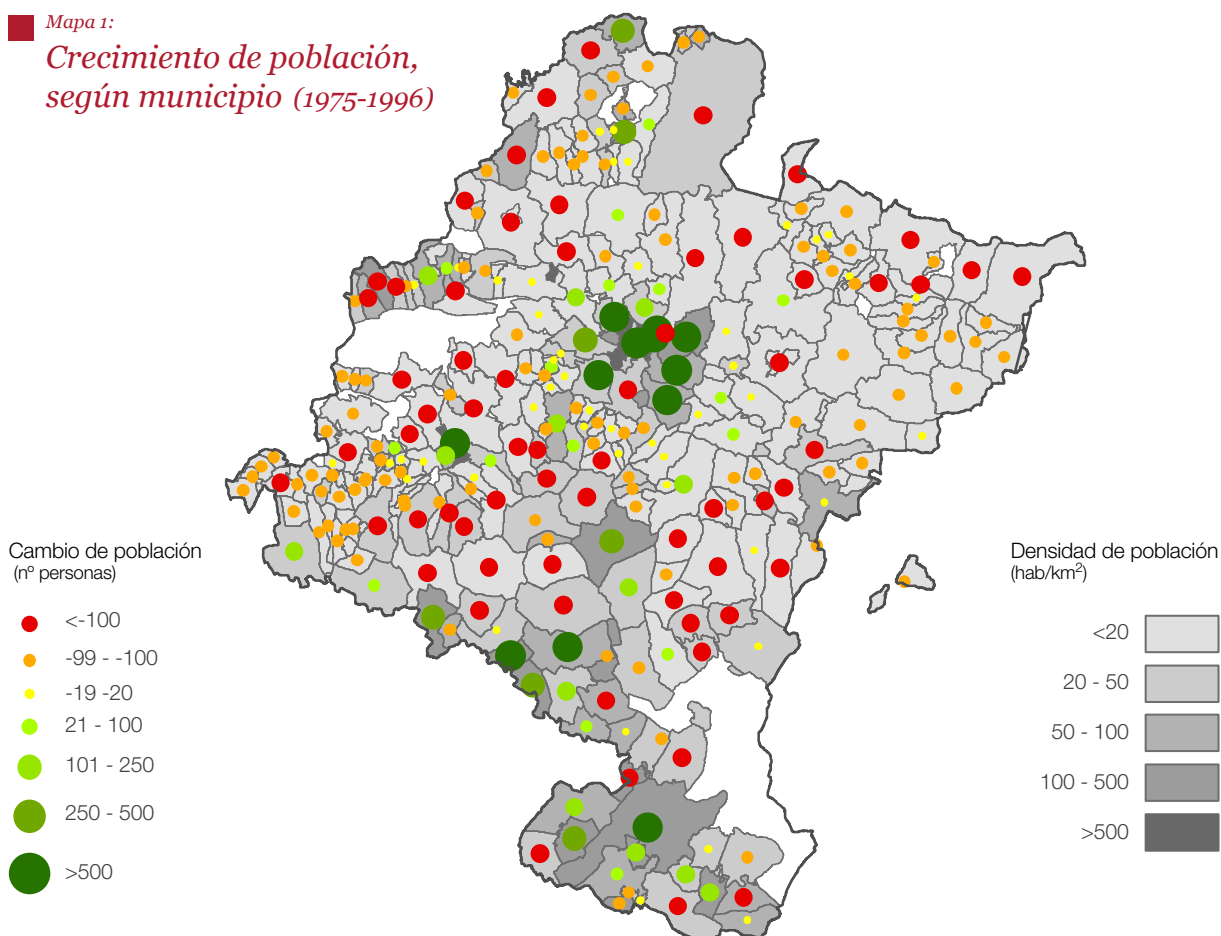 Mapa 1:
Crecimiento de población,
según municipio (1975-1996)
Cambio de población
(nº personas)
<-100
-99 - -100
-19 -20
21 - 100
101 - 250
250 - 500
>500
Densidad de población
(hab/km²)
<20
20 - 50
50 - 100
100 - 500
>500